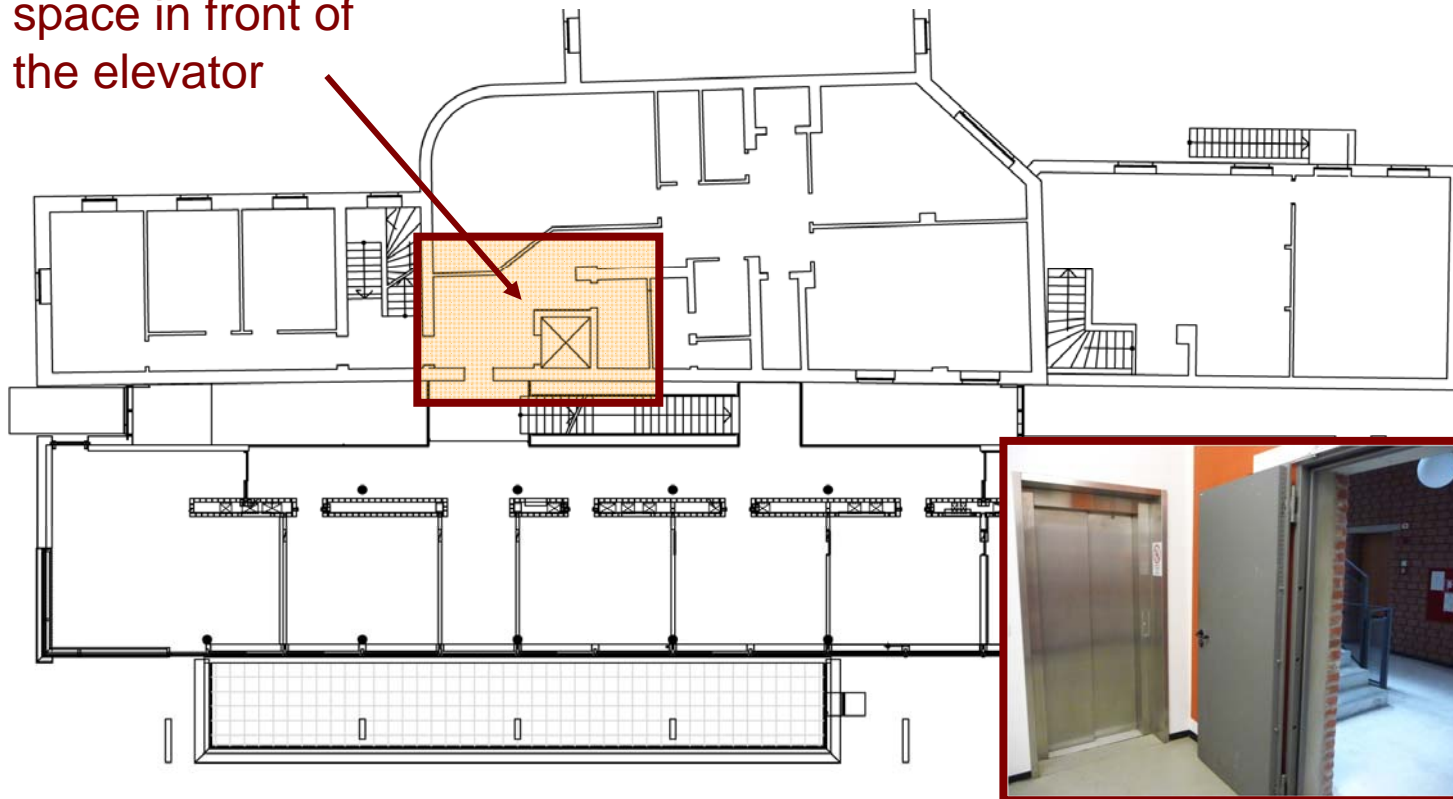 space in front of
the elevator